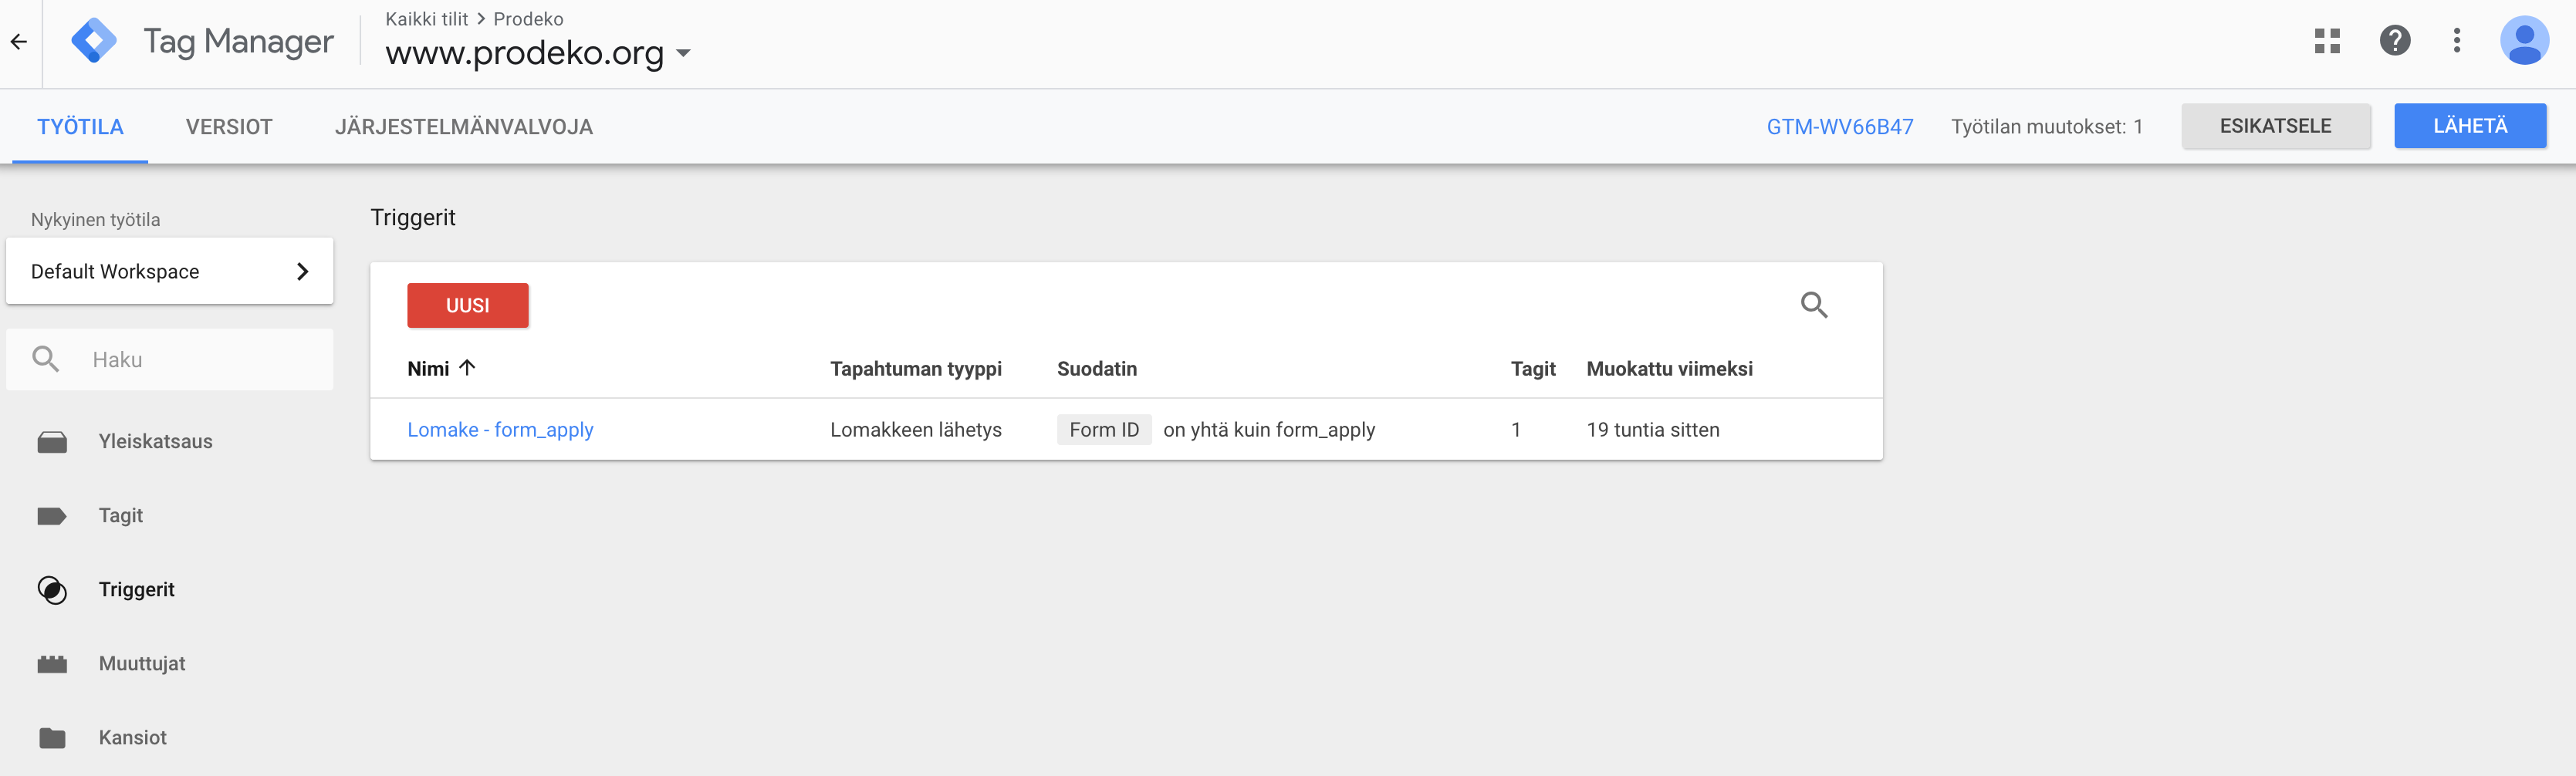 Kaikki tilit > Prodeko
Tag Manager
www.prodeko.org
TYÖTILA VERSIOT JÄRJESTELMÄNVALVOJA GTM-WV66B47 Työtilan muutokset: 1 ESIKATSELE LÄHETÄ
Nykyinen työtila
Default Workspace
Haku
Yleiskatsaus
Tagit
Triggerit
Muuttujat
Kansiot
Triggerit
UUSI
Nimi Tapahtuman tyyppi Suodatin Tagit Muokattu viimeksi
Lomake - form_apply Lomakkeen lähetys Form ID on yhtä kuin form_apply 1 19 tuntia sitten